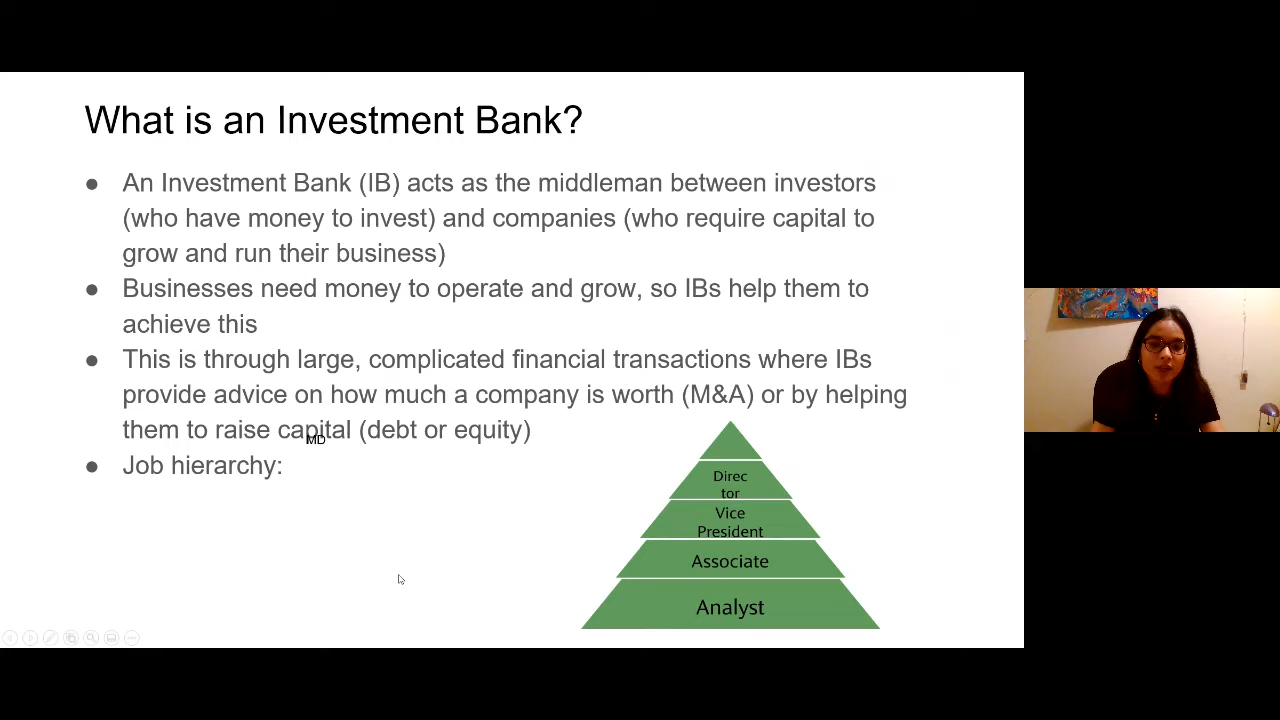 What is an Investment Bank?
● An Investment Bank (IB) acts as the middleman between investors
(who have money to invest) and companies (who require capital to
grow and run their business)
● Businesses need money to operate and grow, so IBs help them to
achieve this
● This is through large, complicated financial transactions where IBs
provide advice on how much a company is worth (M&A) or by helping
them to raise capital (debt or equity)
MD
● Job hierarchy:
Direc
tor
Vice
President
Associate
Analyst